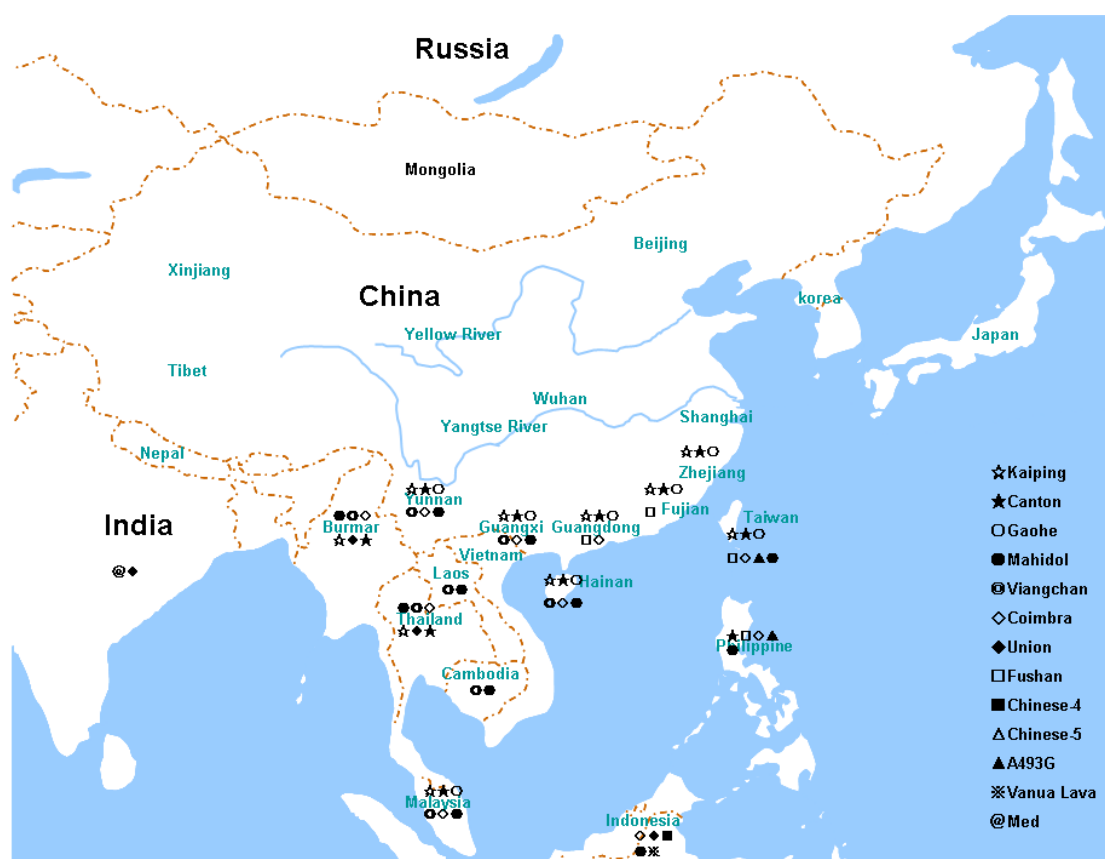 Russia
Mongolia
Beijing
Xinjiang
China
korea
Yellow River
Japan
Tibet
Wuhan
Shanghai
Yangtse River
Nepal
Zhejiang
Yunnan
Fujian
India
Burmar
Guangxi
Guangdong
Taiwan
Vietnam
Laos
Hainan
Thailand
Philippine
Cambodia
Malaysia
Indonesia
Kaiping
Canton
Gaohe
Mahidol
Viangchan
Coimbra
Union
Fushan
Chinese-4
Chinese-5
A493G
Vanua Lava
@Med